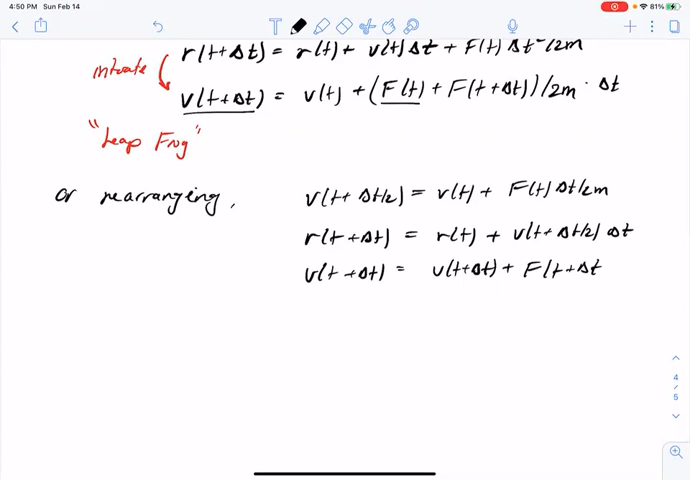 4:50 PM Sun Feb 14
81%
r(t+Δt) = r(t) + v(t)Δt + F(t)Δt²/2m
v(t+Δt) = v(t) + (F(t) + F(t+Δt))/2m · Δt
"Leap Frog"
or rearranging,
v(t+Δt/2) = v(t) + F(t)Δt/2m
r(t+Δt) = r(t) + v(t+Δt/2)Δt
v(t+Δt) = v(t+Δt) + F(t+Δt
4
/
5